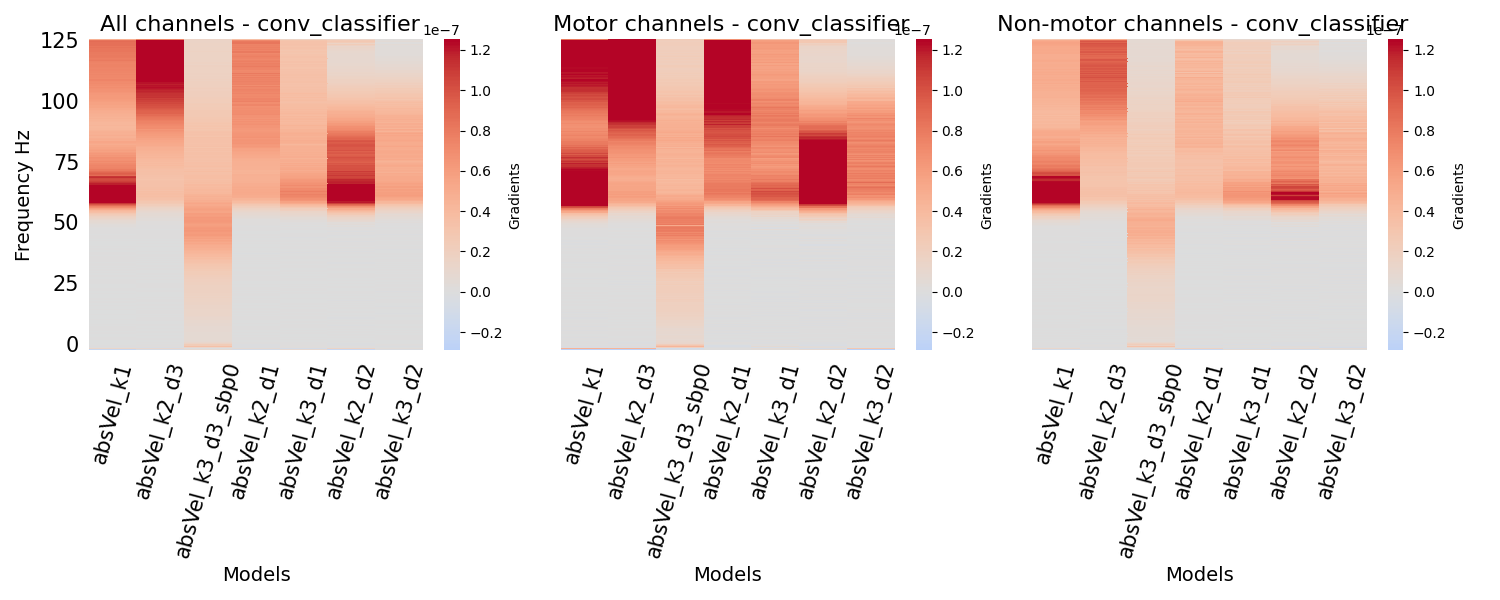 All channels - conv_classifier
1e−7
Motor channels - conv_classifier
1e−7
Non-motor channels - conv_classifier
1e−7
Frequency Hz
125
100
75
50
25
0
1.2
1.0
0.8
0.6
0.4
0.2
0.0
−0.2
Gradients
1.2
1.0
0.8
0.6
0.4
0.2
0.0
−0.2
Gradients
1.2
1.0
0.8
0.6
0.4
0.2
0.0
−0.2
Gradients
absVel_k1
absVel_k2_d3
absVel_k3_d3_sbp0
absVel_k2_d1
absVel_k3_d1
absVel_k2_d2
absVel_k3_d2
absVel_k1
absVel_k2_d3
absVel_k3_d3_sbp0
absVel_k2_d1
absVel_k3_d1
absVel_k2_d2
absVel_k3_d2
absVel_k1
absVel_k2_d3
absVel_k3_d3_sbp0
absVel_k2_d1
absVel_k3_d1
absVel_k2_d2
absVel_k3_d2
Models
Models
Models